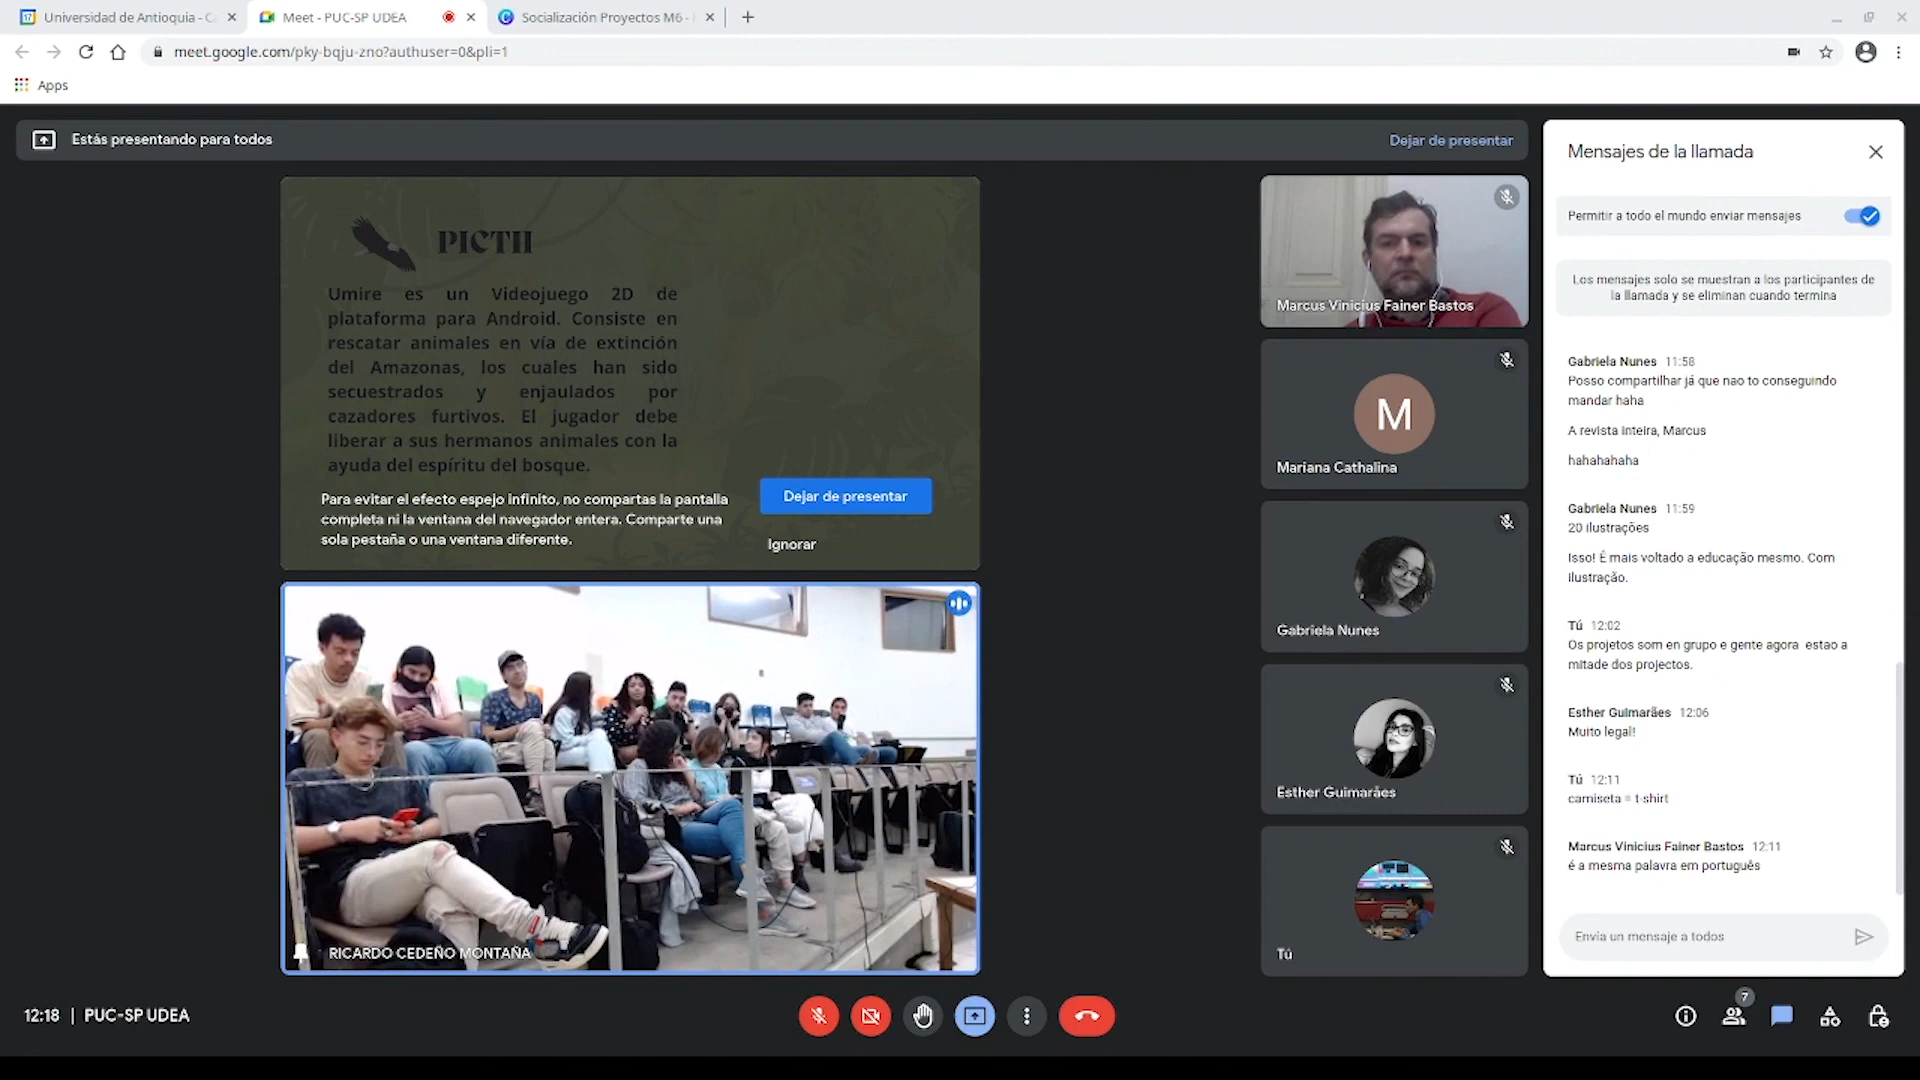 Universidad de Antioquia - C
Meet - PUC-SP UDEA
Socialización Proyectos M6 -
meet.google.com/pky-bqju-zno?authuser=0&pli=1
Apps
Estás presentando para todos
Dejar de presentar
PICTH
Umire es un Videojuego 2D de
plataforma para Android. Consiste en
rescatar animales en vía de extinción
del Amazonas, los cuales han sido
secuestrados y enjaulados por
cazadores furtivos. El jugador debe
liberar a sus hermanos animales con la
ayuda del espíritu del bosque.
Para evitar el efecto espejo infinito, no compartas la pantalla
completa ni la ventana del navegador entera. Comparte una
sola pestaña o una ventana diferente.
Dejar de presentar
Ignorar
RICARDO CEDEÑO MONTAÑA
Marcus Vinicius Fainer Bastos
M
Mariana Cathalina
Gabriela Nunes
Esther Guimarães
Tú
Mensajes de la llamada
Permitir a todo el mundo enviar mensajes
Los mensajes solo se muestran a los participantes de
la llamada y se eliminan cuando termina
Gabriela Nunes 11:58
Posso compartilhar já que nao to conseguindo
mandar haha
A revista inteira, Marcus
hahahahaha
Gabriela Nunes 11:59
20 ilustrações
Isso! É mais voltado a educação mesmo. Com
ilustração.
Tú 12:02
Os projetos som en grupo e gente agora estao a
mitade dos projectos.
Esther Guimarães 12:06
Muito legal!
Tú 12:11
camiseta = t-shirt
Marcus Vinicius Fainer Bastos 12:11
é a mesma palavra em português
Envía un mensaje a todos
12:18 | PUC-SP UDEA
7